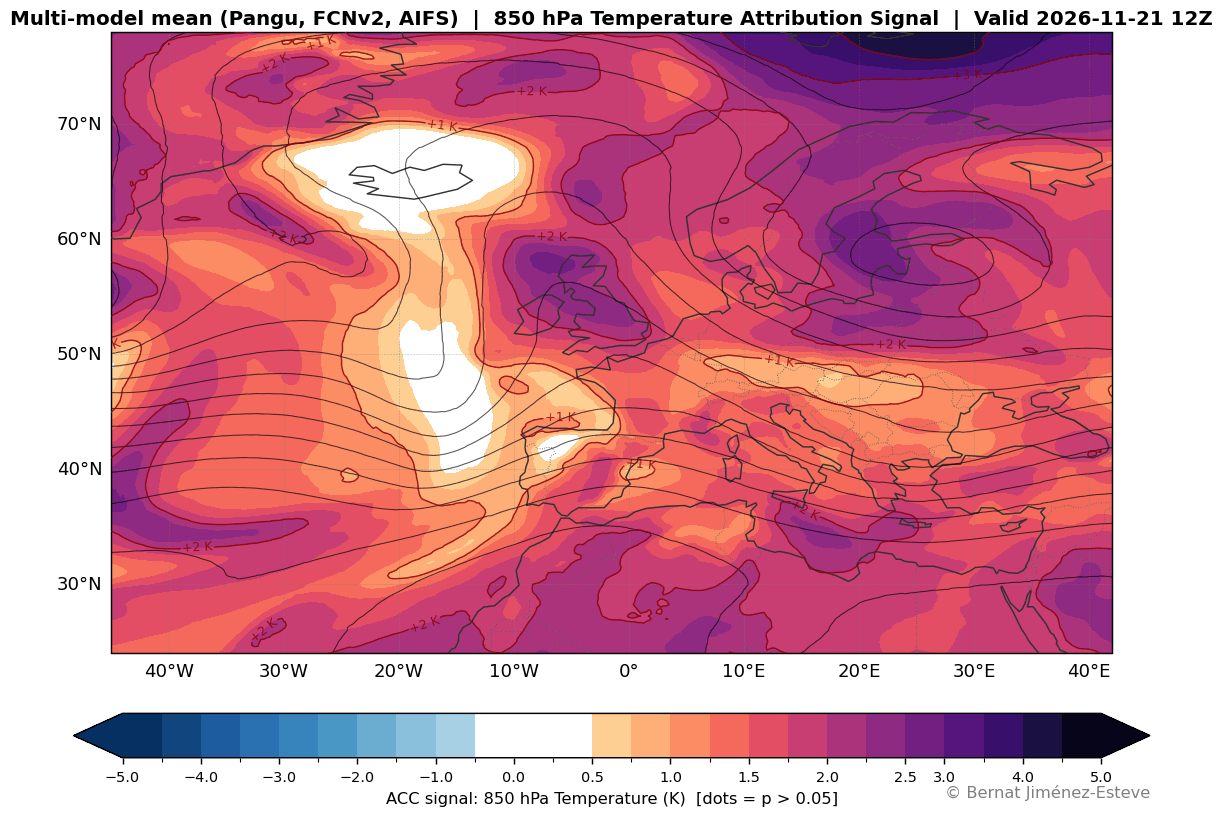 Multi-model mean (Pangu, FCNv2, AIFS)  |  850 hPa Temperature Attribution Signal  |  Valid 2026-11-21 12Z
+1 K
+2 K
+3 K
+2 K
70°N
+1 K
60°N
+2 K
+2 K
50°N
K
+2 K
+1 K
+1 K
40°N
+1 K
+2 K
+2 K
30°N
+2 K
+2 K
40°W 30°W 20°W 10°W 0° 10°E 20°E 30°E 40°E
−5.0 −4.0 −3.0 −2.0 −1.0 0.0 0.5 1.0 1.5 2.0 2.5 3.0 4.0 5.0
ACC signal: 850 hPa Temperature (K)  [dots = p > 0.05]
© Bernat Jiménez-Esteve